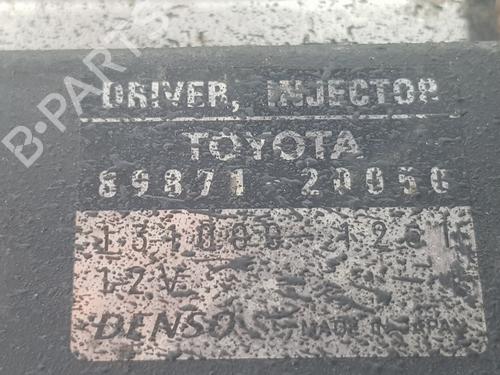 DRIVER, INJECTOR
TOYOTA
89871 20050
131000-1251
12V
DENSO MADE IN JAPAN
B-PARTS